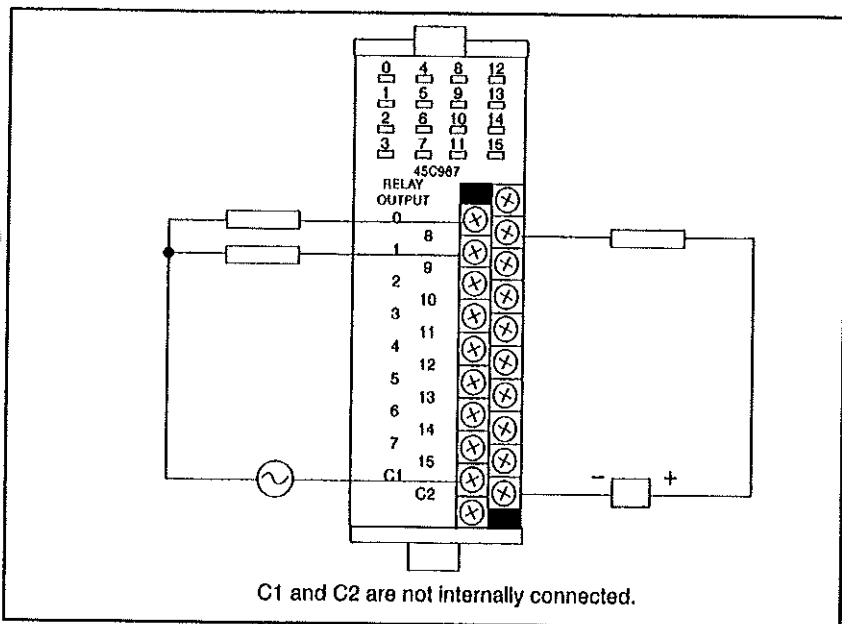 0 4 8 12
1 5 9 13
2 6 10 14
3 7 11 15
45C987
RELAY
OUTPUT
0
8
1
9
2
10
3
11
4
12
5
13
6
14
7
15
C1
C2
- +
C1 and C2 are not internally connected.